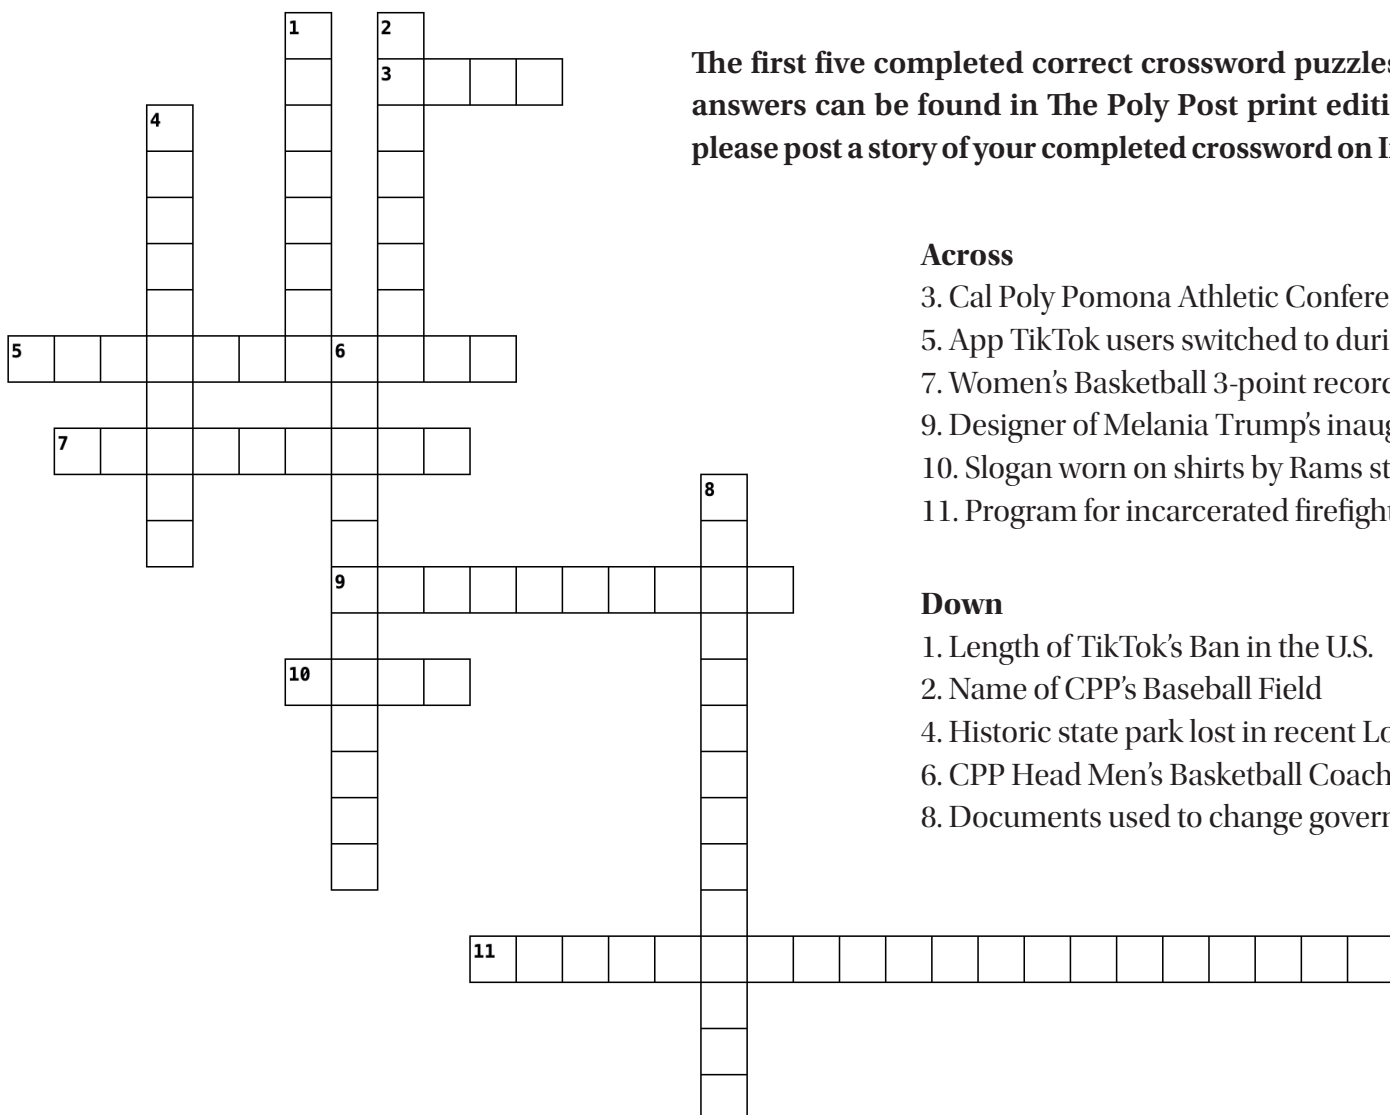 1 2
3
4
5 6
7
8
9
10
11
The first five completed correct crossword puzzles
answers can be found in The Poly Post print editi
please post a story of your completed crossword on I
Across
3. Cal Poly Pomona Athletic Confere
5. App TikTok users switched to duri
7. Women's Basketball 3-point record
9. Designer of Melania Trump's inaug
10. Slogan worn on shirts by Rams st
11. Program for incarcerated firefight
Down
1. Length of TikTok's Ban in the U.S.
2. Name of CPP's Baseball Field
4. Historic state park lost in recent Lo
6. CPP Head Men's Basketball Coach
8. Documents used to change govern